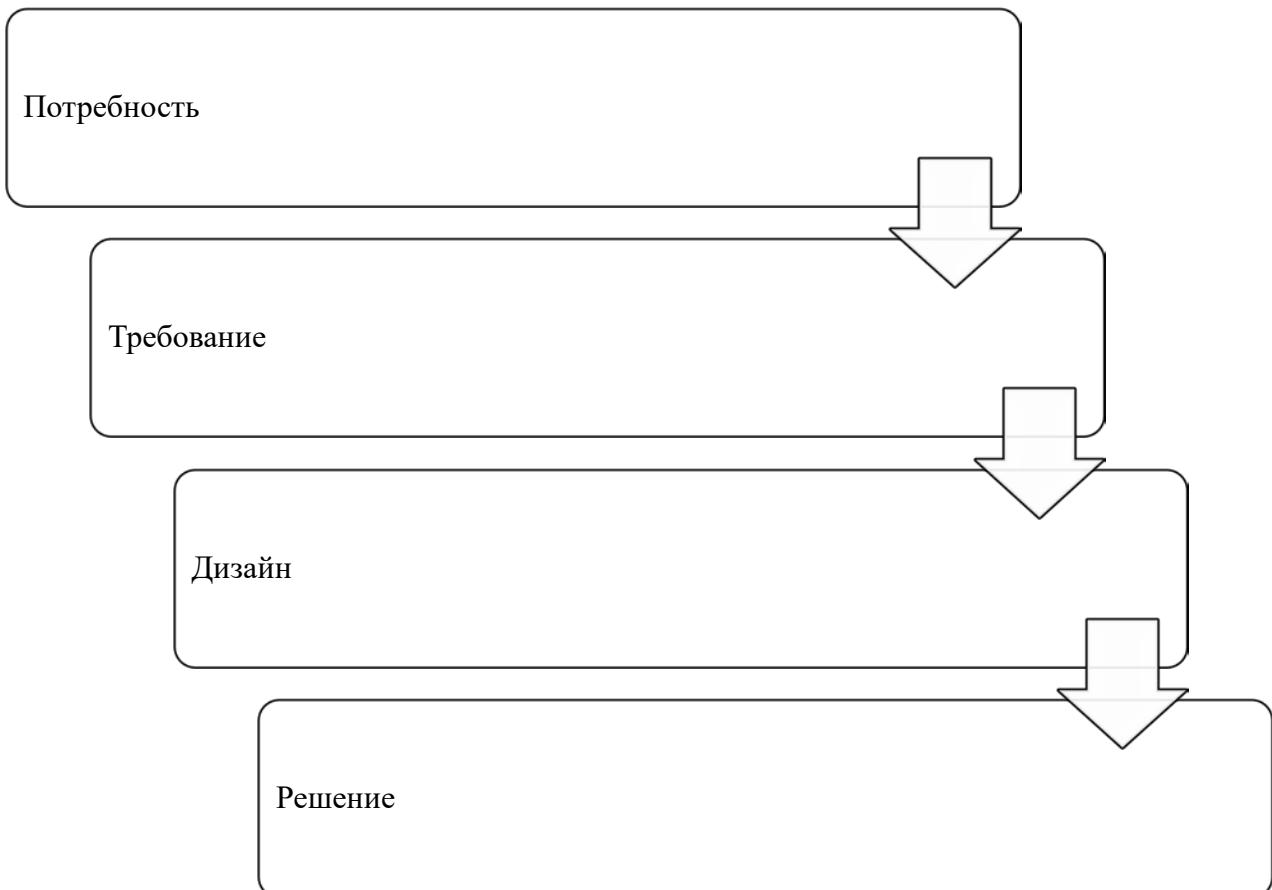 Потребность
Требование
Дизайн
Решение